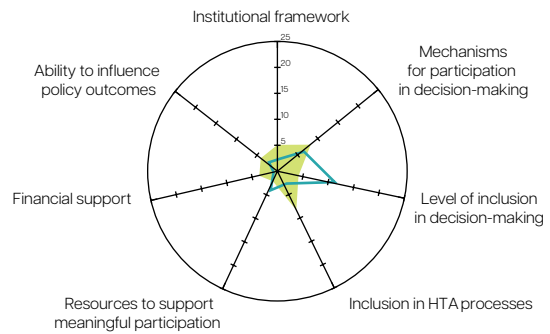 Institutional framework
25
20
15
10
5
Mechanisms
for participation
in decision-making
Level of inclusion
in decision-making
Inclusion in HTA processes
Resources to support
meaningful participation
Financial support
Ability to influence
policy outcomes